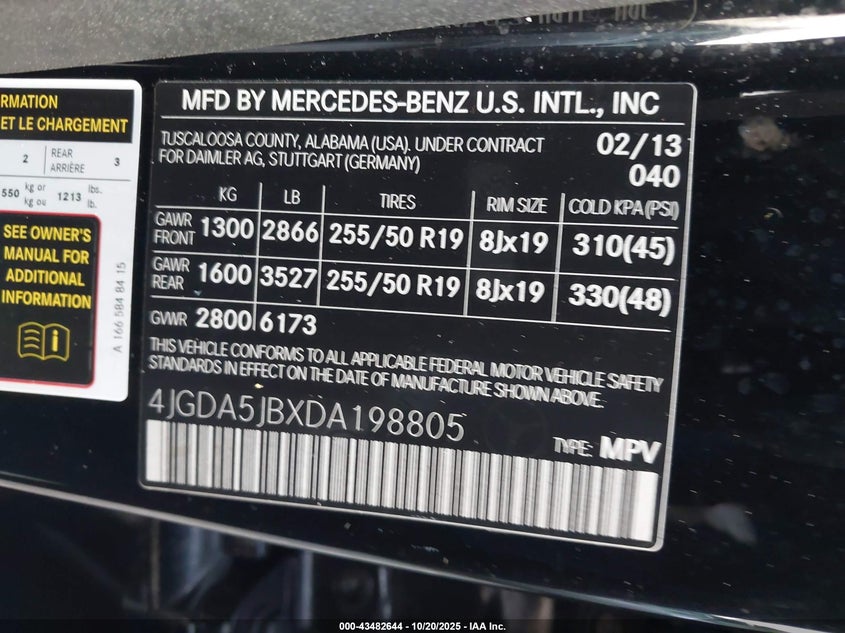 RMATION
ET LE CHARGEMENT
2 REAR ARRIÈRE 3
550 kg or kg ou 1213 lbs. lb.
SEE OWNER'S
MANUAL FOR
ADDITIONAL
INFORMATION
A 166 584 84 15
MFD BY MERCEDES-BENZ U.S. INTL., INC
TUSCALOOSA COUNTY, ALABAMA (USA). UNDER CONTRACT 02/13
FOR DAIMLER AG, STUTTGART (GERMANY) 040
KG LB TIRES RIM SIZE COLD KPA (PSI)
GAWR FRONT 1300 2866 255/50 R19 8Jx19 310(45)
GAWR REAR 1600 3527 255/50 R19 8Jx19 330(48)
GVWR 2800 6173
THIS VEHICLE CONFORMS TO ALL APPLICABLE FEDERAL MOTOR VEHICLE SAFETY
STANDARDS IN EFFECT ON THE DATE OF MANUFACTURE SHOWN ABOVE.
4JGDA5JBXDA198805
TYPE: MPV
000-43482644 - 10/20/2025 - IAA Inc.